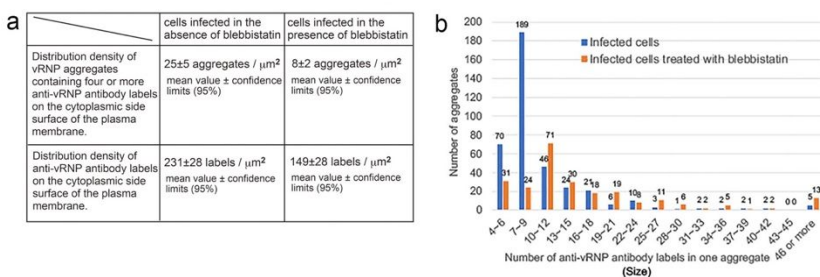 a
cells infected in the
absence of blebbistatin
cells infected in the
presence of blebbistatin
Distribution density of
vRNP aggregates
containing four or more
anti-vRNP antibody labels
on the cytoplasmic side
surface of the plasma
membrane.
25±5 aggregates / μm²
mean value ± confidence
limits (95%)
8±2 aggregates / μm²
mean value ± confidence
limits (95%)
Distribution density of
anti-vRNP antibody labels
on the cytoplasmic side
surface of the plasma
membrane.
231±28 labels / μm²
mean value ± confidence
limits (95%)
149±28 labels / μm²
mean value ± confidence
limits (95%)
b
Number of aggregates
200
180
160
140
120
100
80
60
40
20
0
Infected cells
Infected cells treated with blebbistatin
70 31
189 24
46 71
24 30
21 18
6 19
10 8
3 11
1 6
2 2
2 5
2 1
2 2
0 0
5 13
4~6
7~9
10~12
13~15
16~18
19~21
22~24
25~27
28~30
31~33
34~36
37~39
40~42
43~45
46 or more
Number of anti-vRNP antibody labels in one aggregate
(Size)